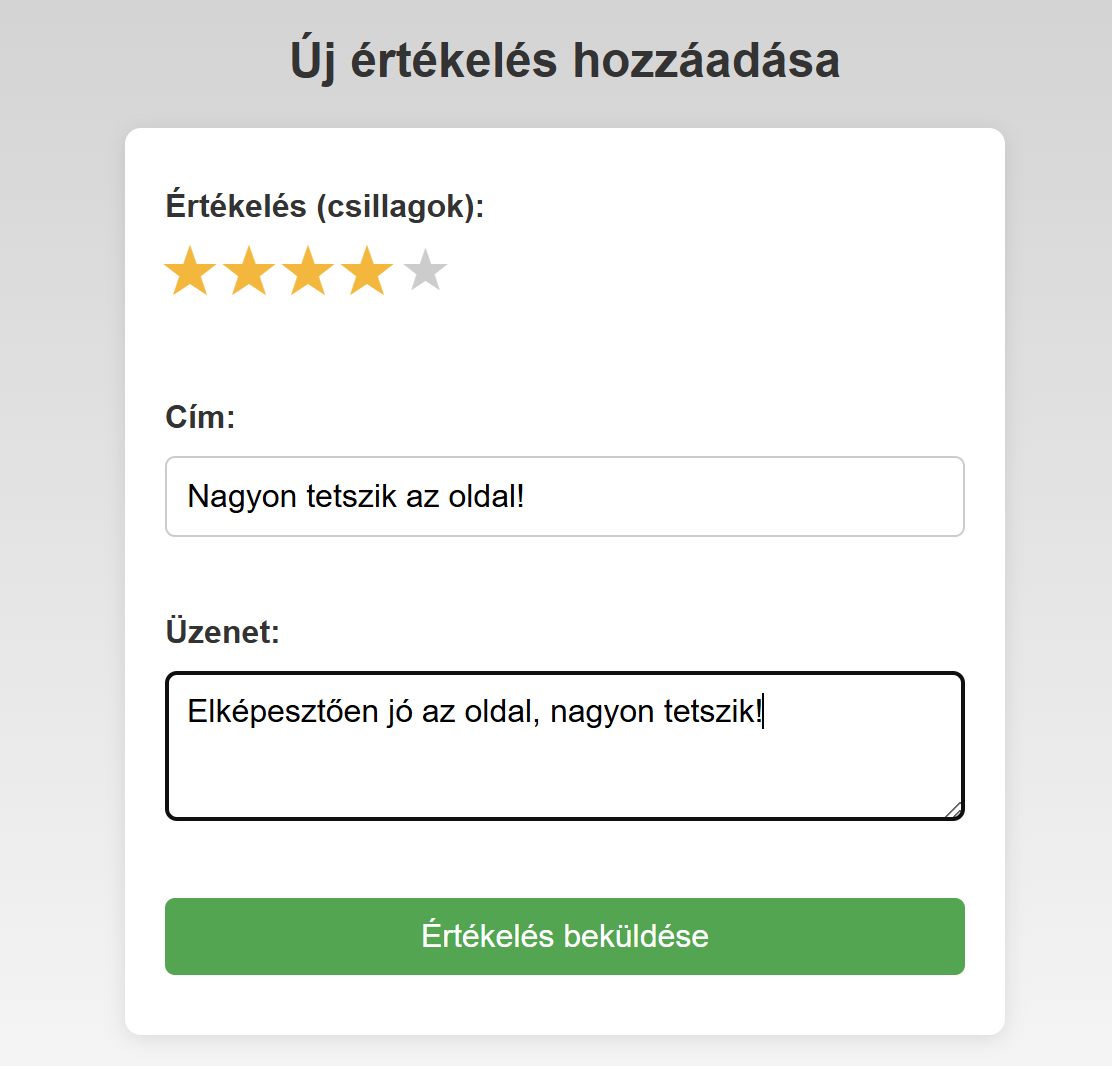 Új értékelés hozzáadása
Értékelés (csillagok):
Cím:
Nagyon tetszik az oldal!
Üzenet:
Elképesztően jó az oldal, nagyon tetszik!
Értékelés beküldése